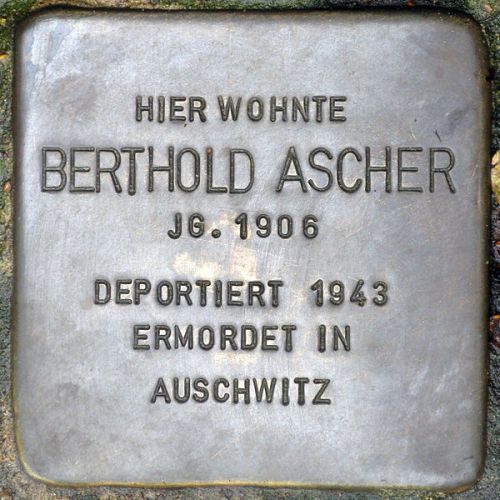 HIER WOHNTE
BERTHOLD ASCHER
JG. 1906
DEPORTIERT 1943
ERMORDET IN
AUSCHWITZ